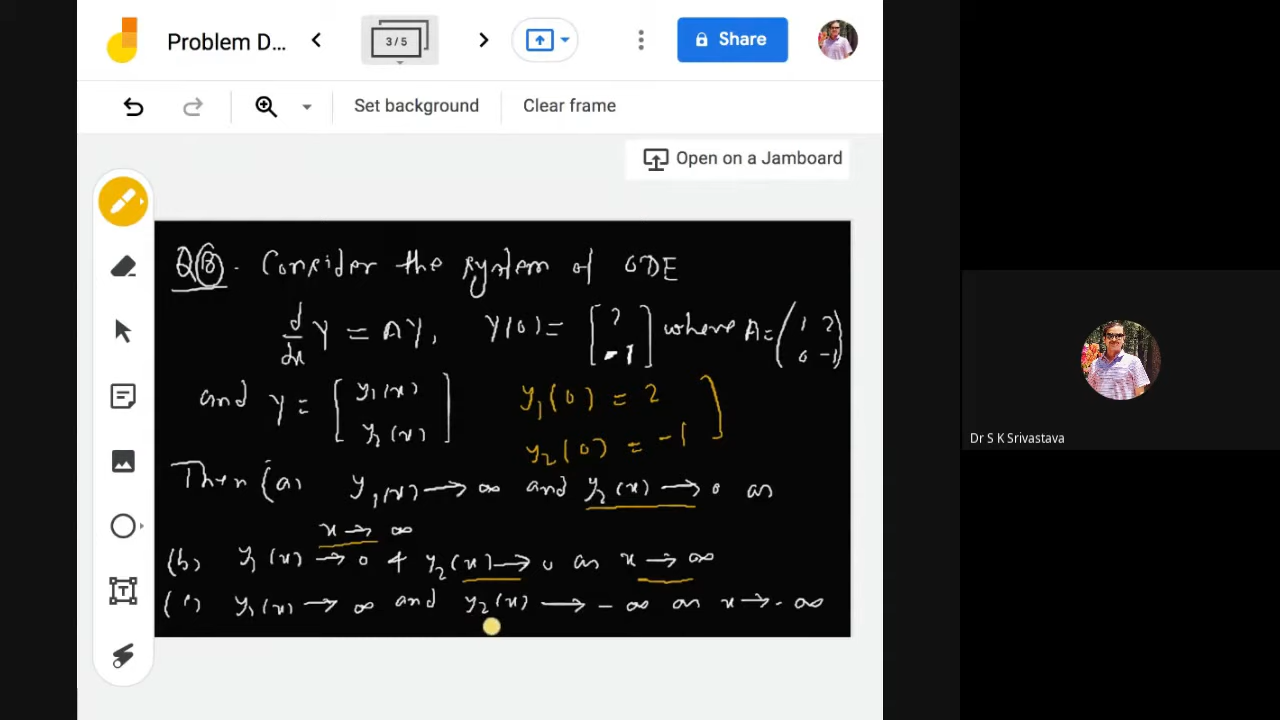 Problem D...
3 / 5
Share
Set background
Clear frame
Open on a Jamboard
Q(B). Consider the system of ODE
d/dx Y = AY, Y(0) = [2 -1] where A = (1 2 0 -1)
and Y = [y1(x) y2(x)]
y1(0) = 2
y2(0) = -1
Then (a) y1(x) → ∞ and y2(x) → 0 as
x → ∞
(b) y1(x) → 0 & y2(x) → 0 as x → ∞
(c) y1(x) → ∞ and y2(x) → -∞ as x → -∞
Dr S K Srivastava